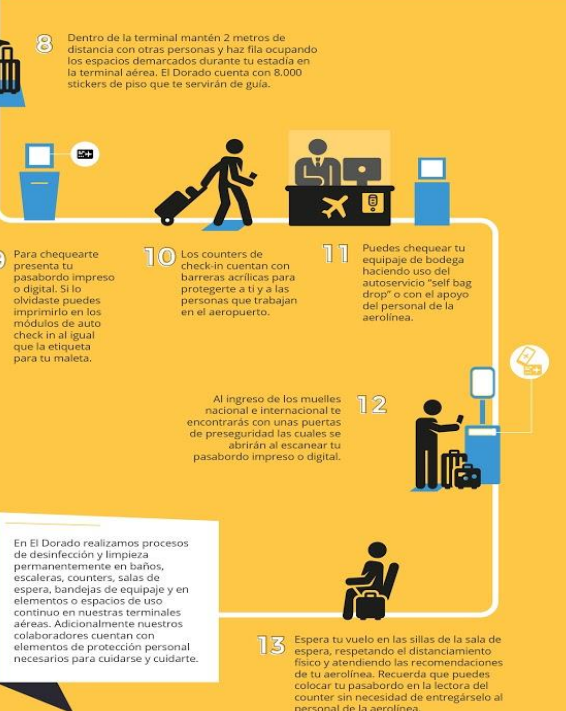 8
Dentro de la terminal mantén 2 metros de
distancia con otras personas y haz fila ocupando
los espacios demarcados durante tu estadía en
la terminal aérea. El Dorado cuenta con 8.000
stickers de piso que te servirán de guía.
Para chequearte
presenta tu
pasabordo impreso
o digital. Si lo
olvidaste puedes
imprimirlo en los
módulos de auto
check in al igual
que la etiqueta
para tu maleta.
10
Los counters de
check-in cuentan con
barreras acrílicas para
protegerte a ti y a las
personas que trabajan
en el aeropuerto.
11
Puedes chequear tu
equipaje de bodega
haciendo uso del
autoservicio "self bag
drop" o con el apoyo
del personal de la
aerolínea.
12
Al ingreso de los muelles
nacional e internacional te
encontrarás con unas puertas
de preseguridad las cuales se
abrirán al escanear tu
pasabordo impreso o digital.
En El Dorado realizamos procesos
de desinfección y limpieza
permanentemente en baños,
escaleras, counters, salas de
espera, bandejas de equipaje y en
elementos o espacios de uso
continuo en nuestras terminales
aéreas. Adicionalmente nuestros
colaboradores cuentan con
elementos de protección personal
necesarios para cuidarse y cuidarte.
13
Espera tu vuelo en las sillas de la sala de
espera, respetando el distanciamiento
físico y atendiendo las recomendaciones
de tu aerolínea. Recuerda que puedes
colocar tu pasabordo en la lectora del
counter sin necesidad de entregárselo al
personal de la aerolínea.